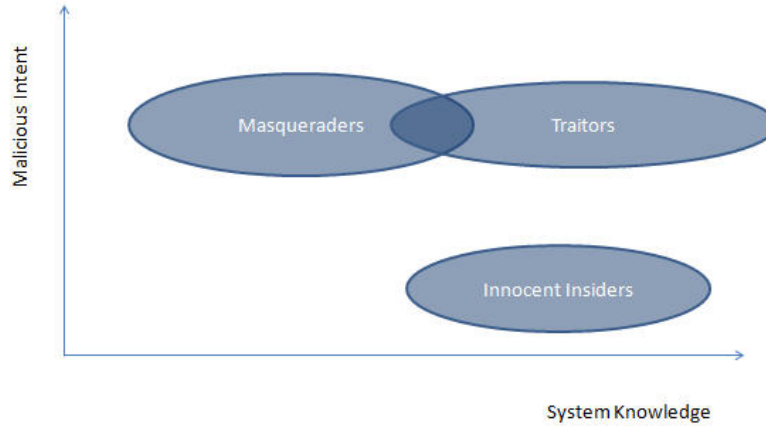 Malicious Intent
Masqueraders
Traitors
Innocent Insiders
System Knowledge